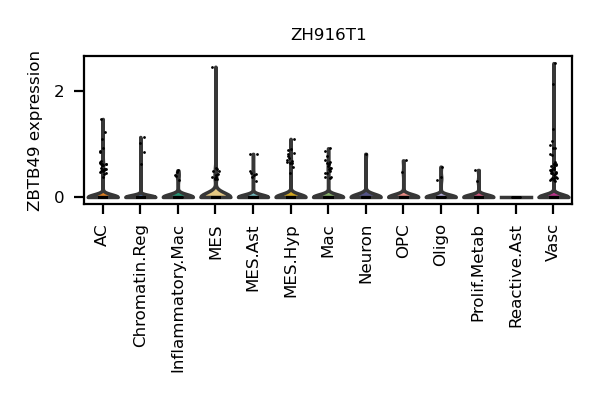 ZH916T1
ZBTB49 expression
2
0
AC
Chromatin.Reg
Inflammatory.Mac
MES
MES.Ast
MES.Hyp
Mac
Neuron
OPC
Oligo
Prolif.Metab
Reactive.Ast
Vasc